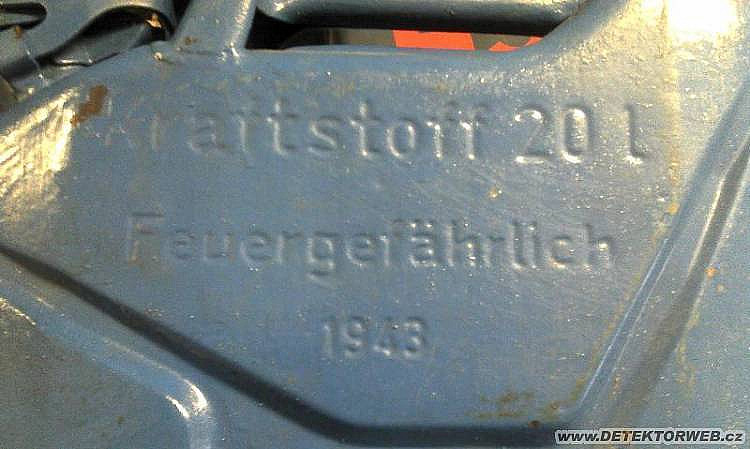 Kraftstoff 20 l
Feuergefährlich
1943
www.DETEKTORWEB.cz